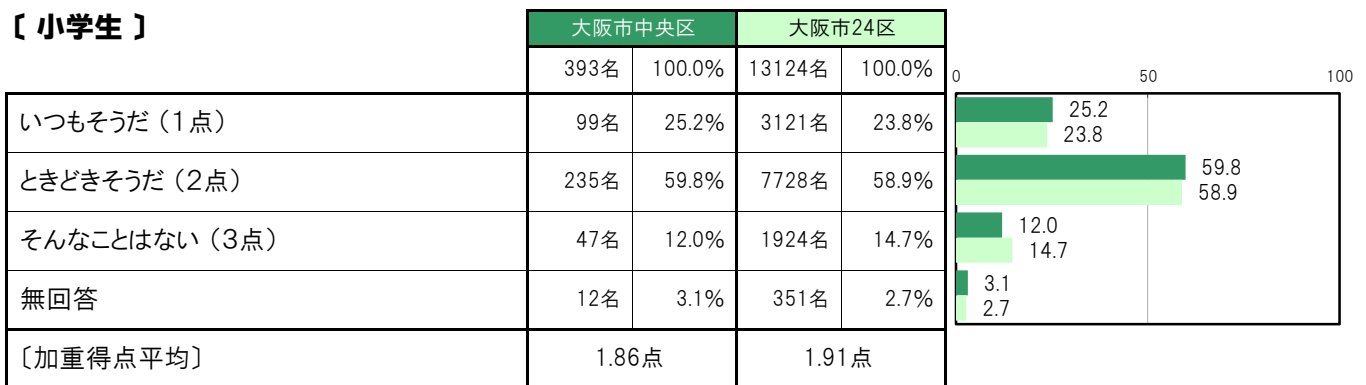 〔 小学生 〕
大阪市中央区 大阪市24区
393名 100.0% 13124名 100.0%
0 50 100
いつもそうだ（１点） 99名 25.2% 3121名 23.8%
25.2
23.8
ときどきそうだ（２点） 235名 59.8% 7728名 58.9%
59.8
58.9
そんなことはない（３点） 47名 12.0% 1924名 14.7%
12.0
14.7
無回答 12名 3.1% 351名 2.7%
3.1
2.7
〔加重得点平均〕 1.86点 1.91点